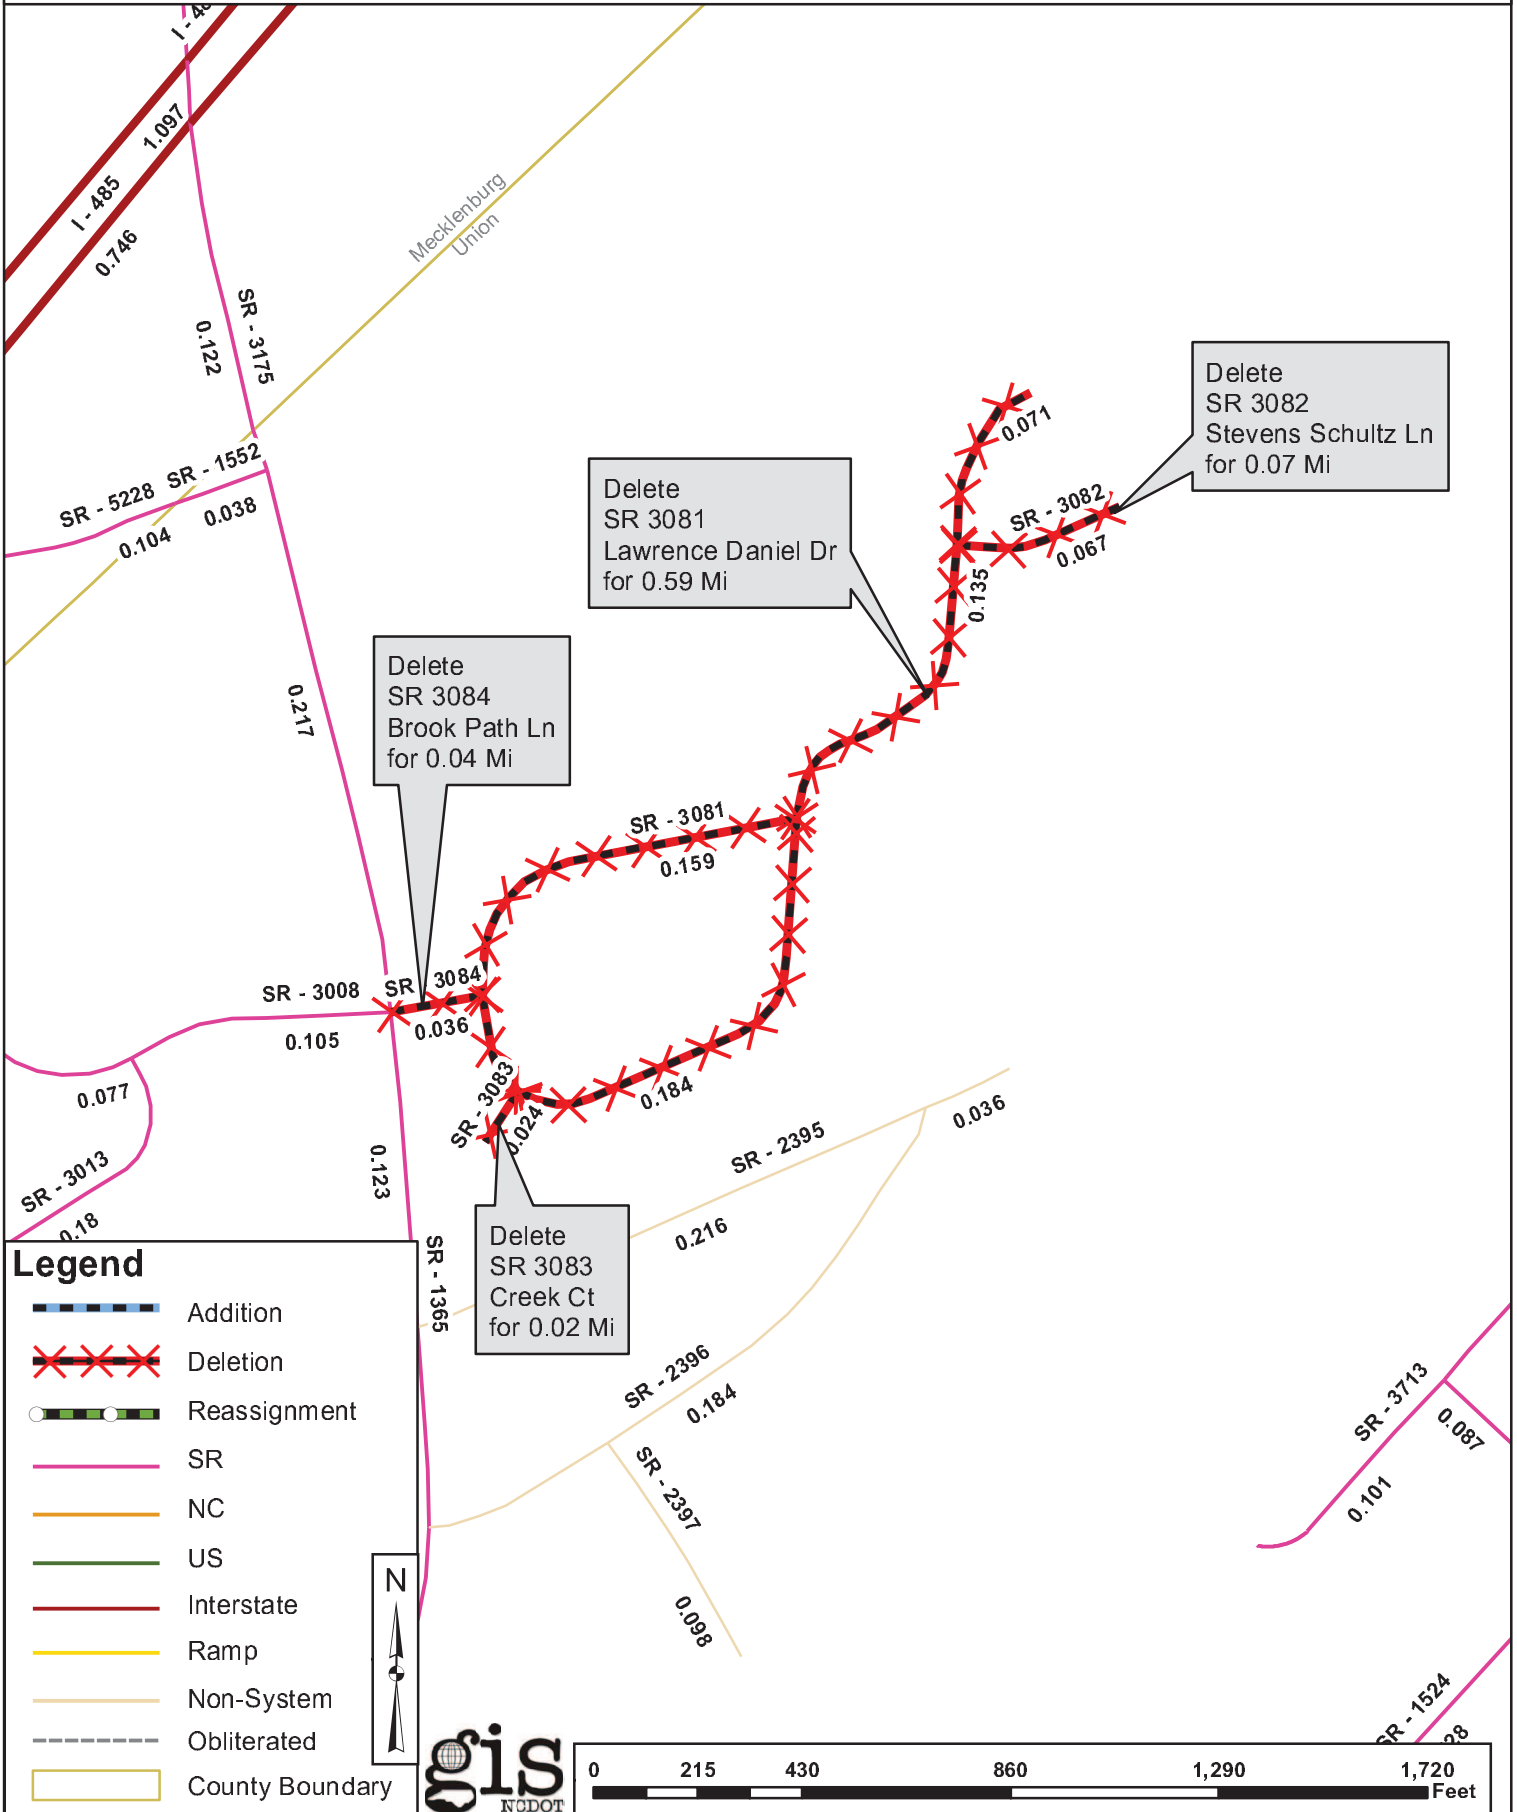 I - 48
1.097
I - 485
0.746
Mecklenburg
Union
SR - 3175
0.122
SR - 5228
SR - 1552
0.038
0.104
0.071
Delete
SR 3082
Stevens Schultz Ln
for 0.07 Mi
Delete
SR 3081
Lawrence Daniel Dr
for 0.59 Mi
SR - 3082
0.067
0.135
Delete
SR 3084
Brook Path Ln
for 0.04 Mi
0.217
SR - 3081
0.159
SR - 3008
SR 3084
0.105
0.036
0.077
SR - 3083
0.024
0.184
SR - 2395
0.036
0.123
SR - 3013
0.18
0.216
SR - 1365
Delete
SR 3083
Creek Ct
for 0.02 Mi
SR - 2396
0.184
SR - 2397
0.098
SR - 3713
0.087
0.101
SR - 1524
28
Legend
Addition
Deletion
Reassignment
SR
NC
US
Interstate
Ramp
Non-System
Obliterated
County Boundary
N
gis
NCDOT
0 215 430 860 1,290 1,720
Feet